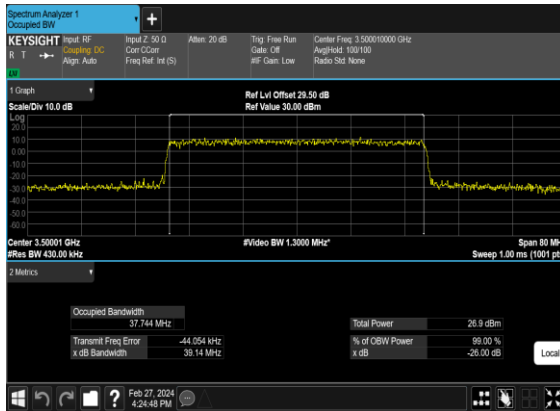 Spectrum Analyzer 1
Occupied BW
KEYSIGHT
R T
Input: RF
Coupling: DC
Align: Auto
Input Z: 50 Ω
Corr CCorr
Freq Ref: Int (S)
Atten: 20 dB
Trig: Free Run
Gate: Off
#IF Gain: Low
Center Freq: 3.500010000 GHz
Avg|Hold: 100/100
Radio Std: None
1 Graph
Scale/Div 10.0 dB
Ref Lvl Offset 29.50 dB
Ref Value 30.00 dBm
Log
20.0
10.0
0.00
-10.0
-20.0
-30.0
-40.0
-50.0
-60.0
Center 3.50001 GHz
#Res BW 430.00 kHz
#Video BW 1.3000 MHz*
Span 80 MH
Sweep 1.00 ms (1001 pt
2 Metrics
Occupied Bandwidth
37.744 MHz
Transmit Freq Error -44.054 kHz
x dB Bandwidth 39.14 MHz
Total Power 26.9 dBm
% of OBW Power 99.00 %
x dB -26.00 dB
Local
Feb 27, 2024
4:24:48 PM